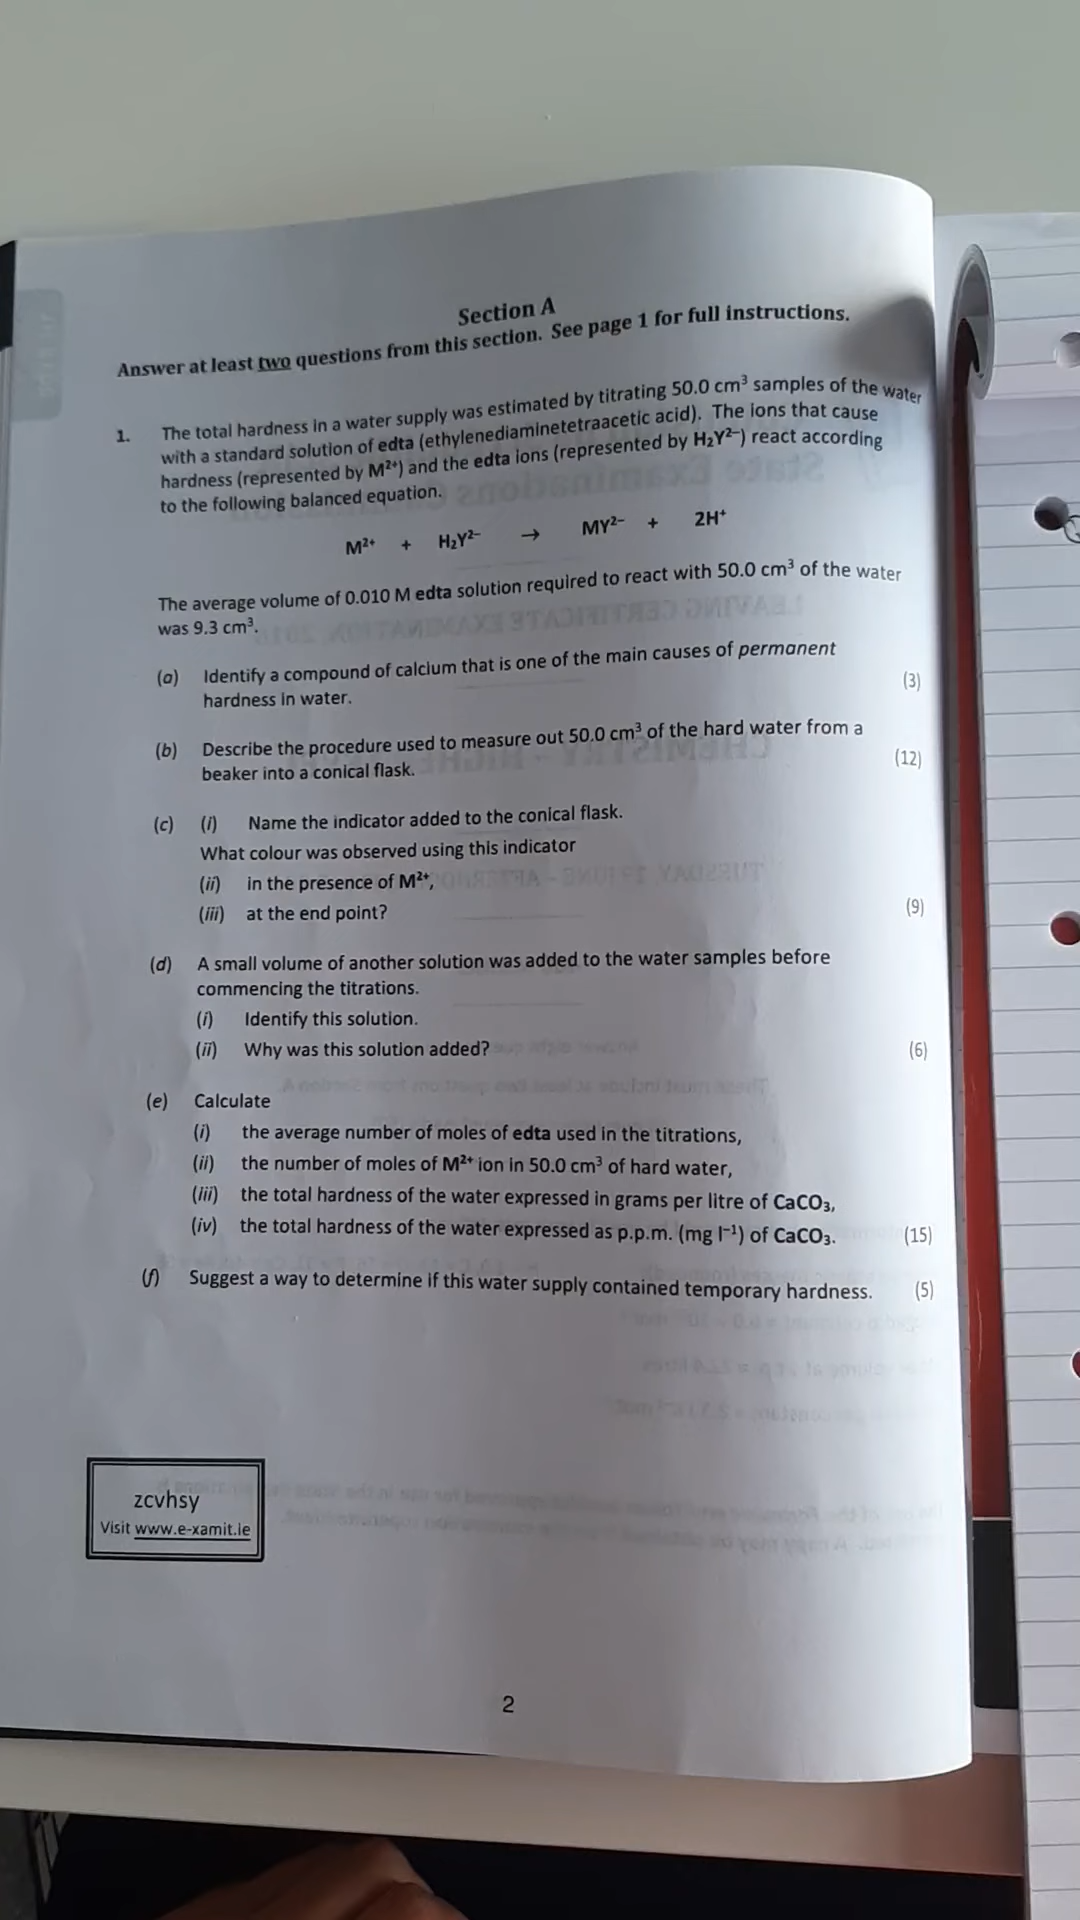 Section A
Answer at least two questions from this section. See page 1 for full instructions.
1. The total hardness in a water supply was estimated by titrating 50.0 cm³ samples of the water
with a standard solution of edta (ethylenediaminetetraacetic acid). The ions that cause
hardness (represented by M²⁺) and the edta ions (represented by H₂Y²⁻) react according
to the following balanced equation.
M²⁺ + H₂Y²⁻ → MY²⁻ + 2H⁺
The average volume of 0.010 M edta solution required to react with 50.0 cm³ of the water
was 9.3 cm³.
(a) Identify a compound of calcium that is one of the main causes of permanent
hardness in water. (3)
(b) Describe the procedure used to measure out 50.0 cm³ of the hard water from a
beaker into a conical flask. (12)
(c) (i) Name the indicator added to the conical flask.
What colour was observed using this indicator
(ii) in the presence of M²⁺,
(iii) at the end point? (9)
(d) A small volume of another solution was added to the water samples before
commencing the titrations.
(i) Identify this solution.
(ii) Why was this solution added? (6)
(e) Calculate
(i) the average number of moles of edta used in the titrations,
(ii) the number of moles of M²⁺ ion in 50.0 cm³ of hard water,
(iii) the total hardness of the water expressed in grams per litre of CaCO₃,
(iv) the total hardness of the water expressed as p.p.m. (mg l⁻¹) of CaCO₃. (15)
(f) Suggest a way to determine if this water supply contained temporary hardness. (5)
zcvhsy
Visit www.e-xamit.ie
2